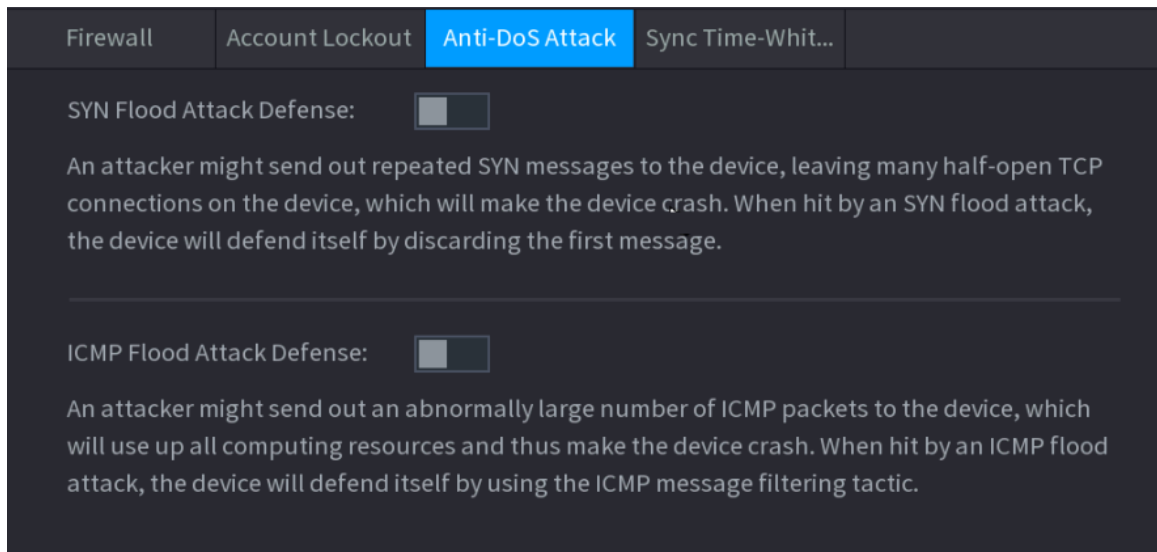 Firewall
Account Lockout
Anti-DoS Attack
Sync Time-Whit...
SYN Flood Attack Defense:
An attacker might send out repeated SYN messages to the device, leaving many half-open TCP
connections on the device, which will make the device crash. When hit by an SYN flood attack,
the device will defend itself by discarding the first message.
ICMP Flood Attack Defense:
An attacker might send out an abnormally large number of ICMP packets to the device, which
will use up all computing resources and thus make the device crash. When hit by an ICMP flood
attack, the device will defend itself by using the ICMP message filtering tactic.